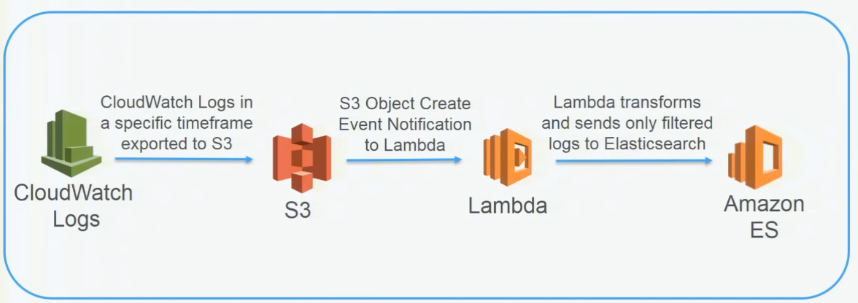 CloudWatch Logs in
a specific timeframe
exported to S3
S3 Object Create
Event Notification
to Lambda
Lambda transforms
and sends only filtered
logs to Elasticsearch
CloudWatch
Logs
S3
Lambda
Amazon
ES